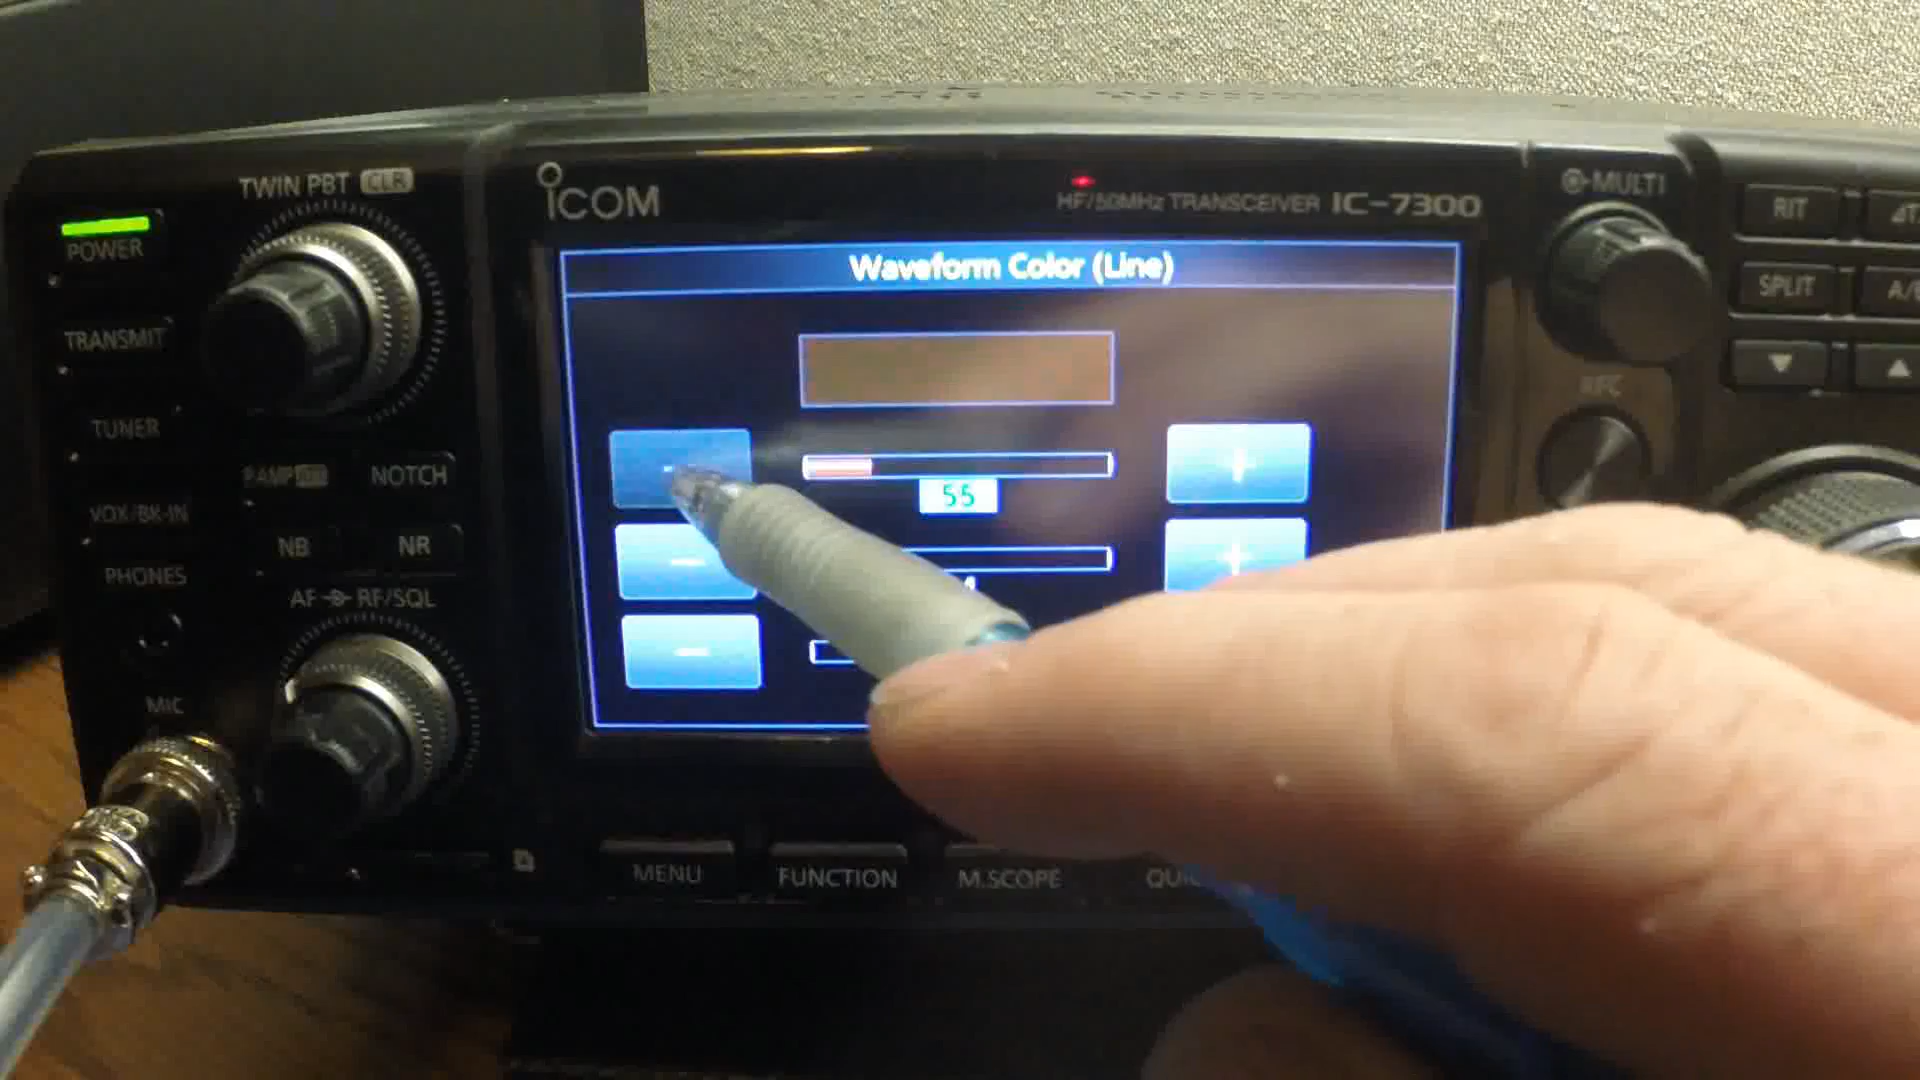 TWIN PBT CLR
ICOM
HF/50MHz TRANSCEIVER IC-7300
MULTI
RIT
POWER
Waveform Color (Line)
SPLIT
TRANSMIT
TUNER
P.AMP
NOTCH
55
VOX/BK-IN
NB
NR
PHONES
AF RF/SQL
MIC
MENU
FUNCTION
M.SCOPE